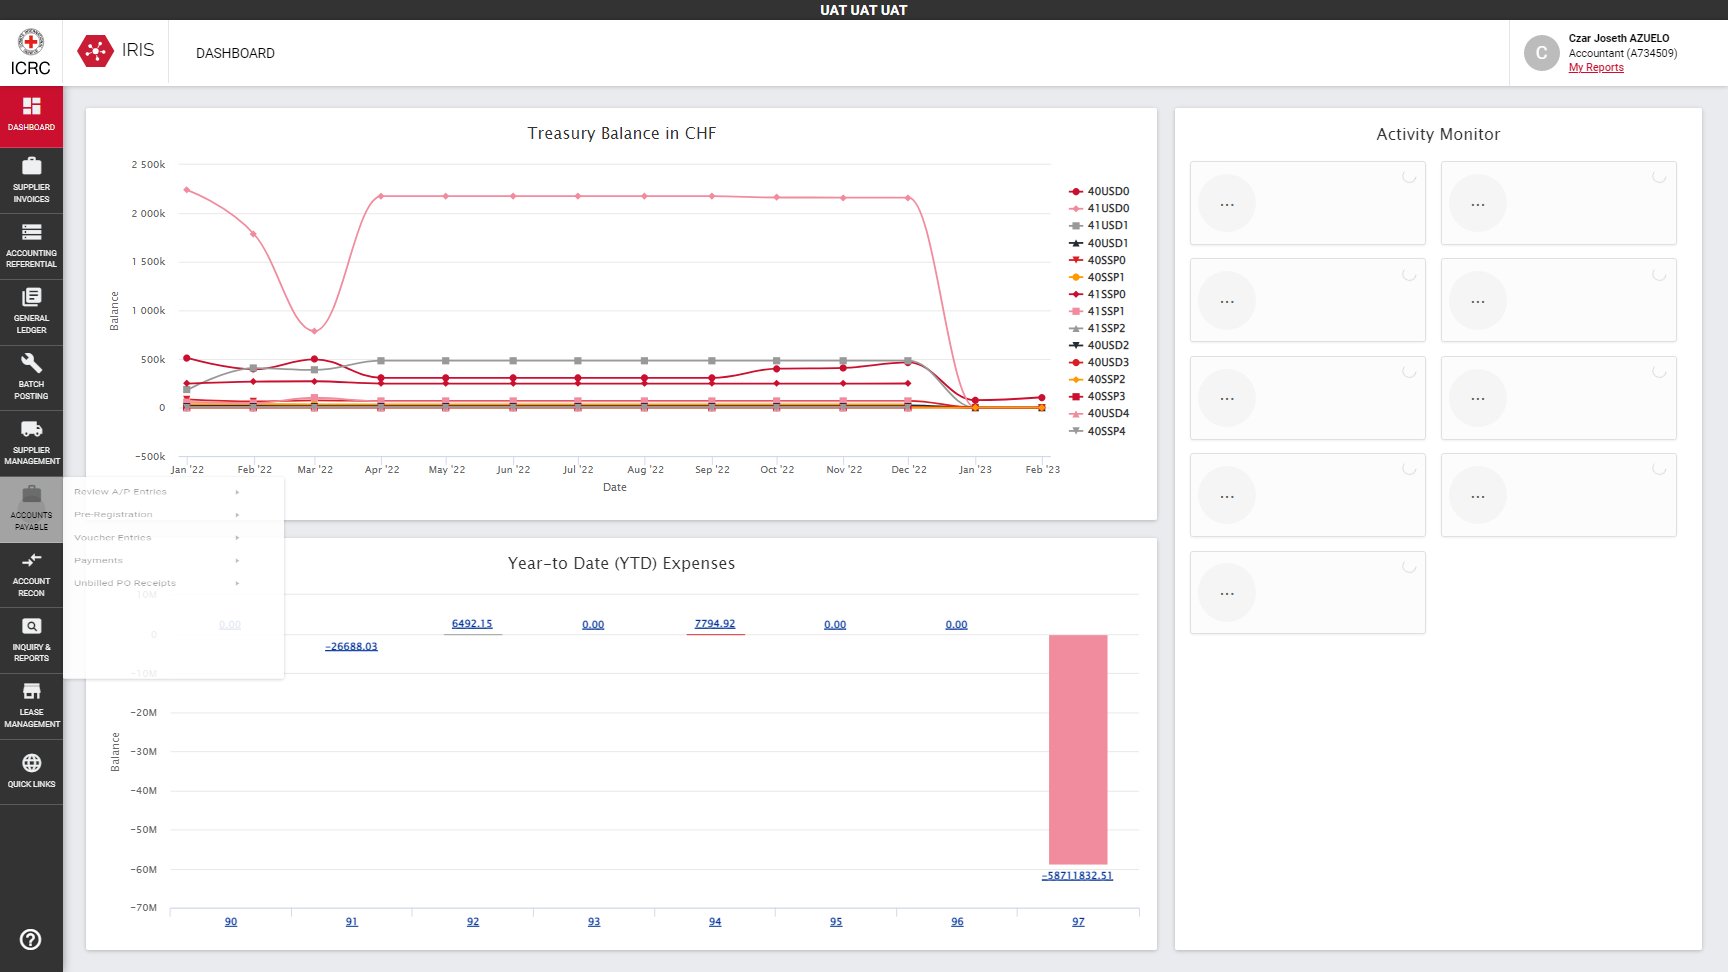 UAT UAT UAT
ICRC
IRIS
DASHBOARD
Czar Joseth AZUELO
Accountant (A734509)
My Reports
C
DASHBOARD
SUPPLIER
INVOICES
ACCOUNTING
REFERENTIAL
GENERAL
LEDGER
BATCH
POSTING
SUPPLIER
MANAGEMENT
ACCOUNTS
PAYABLE
ACCOUNT
RECON
INQUIRY &
REPORTS
LEASE
MANAGEMENT
QUICK LINKS
Review A/P Entries
Pre-Registration
Voucher Entries
Payments
Unbilled PO Receipts
Treasury Balance in CHF
2 500k
2 000k
1 500k
1 000k
500k
0
-500k
Balance
Jan '22
Feb '22
Mar '22
Apr '22
May '22
Jun '22
Jul '22
Aug '22
Sep '22
Oct '22
Nov '22
Dec '22
Jan '23
Feb '23
Date
40USD0
41USD0
41USD1
40USD1
40SSP0
40SSP1
41SSP0
41SSP1
41SSP2
40USD2
40USD3
40SSP2
40SSP3
40USD4
40SSP4
Year-to Date (YTD) Expenses
10M
0
-10M
-20M
-30M
-40M
-50M
-60M
-70M
Balance
0.00
-26688.03
6492.15
0.00
7794.92
0.00
0.00
-58711832.51
90
91
92
93
94
95
96
97
Activity Monitor
...
...
...
...
...
...
...
...
...